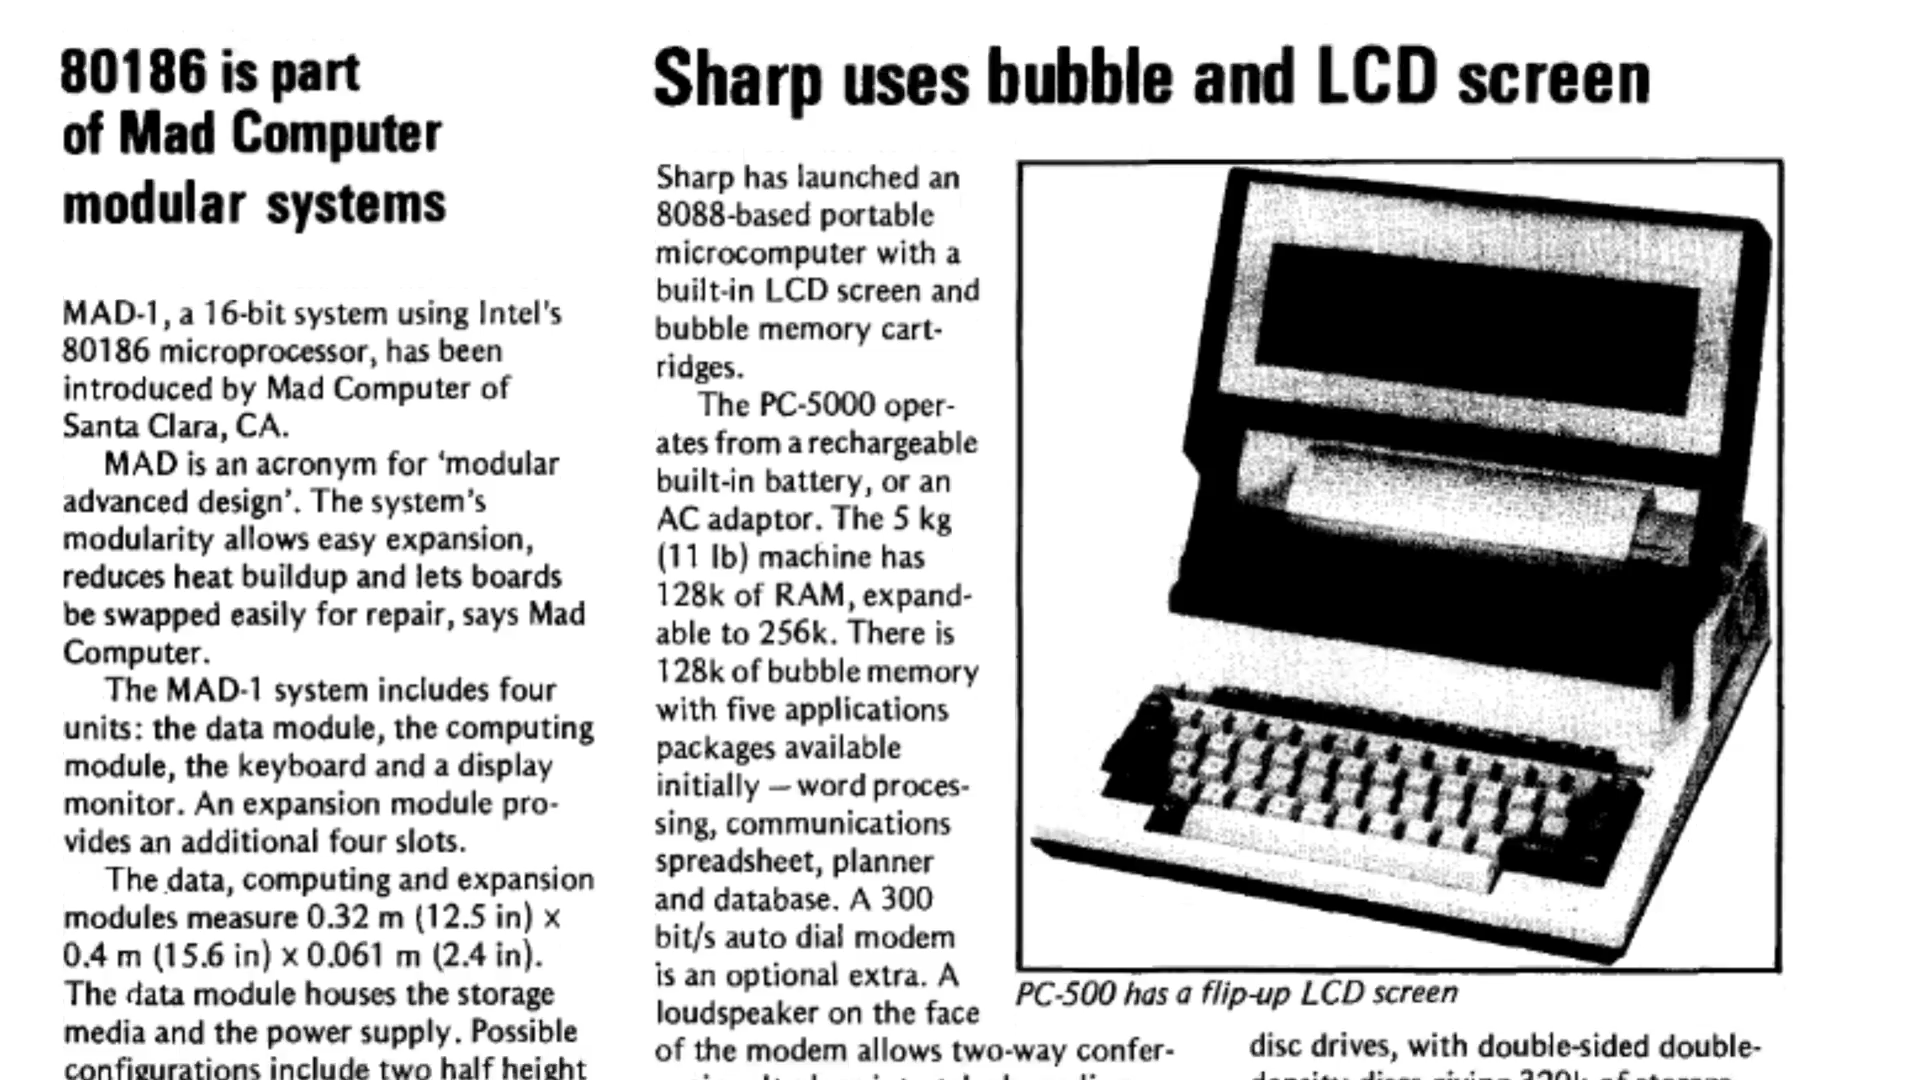 80186 is part
of Mad Computer
modular systems
MAD-1, a 16-bit system using Intel's
80186 microprocessor, has been
introduced by Mad Computer of
Santa Clara, CA.
MAD is an acronym for ‘modular
advanced design’. The system's
modularity allows easy expansion,
reduces heat buildup and lets boards
be swapped easily for repair, says Mad
Computer.
The MAD-1 system includes four
units: the data module, the computing
module, the keyboard and a display
monitor. An expansion module pro-
vides an additional four slots.
The data, computing and expansion
modules measure 0.32 m (12.5 in) x
0.4 m (15.6 in) x 0.061 m (2.4 in).
The data module houses the storage
media and the power supply. Possible
configurations include two half height
Sharp uses bubble and LCD screen
Sharp has launched an
8088-based portable
microcomputer with a
built-in LCD screen and
bubble memory cart-
ridges.
The PC-5000 oper-
ates from a rechargeable
built-in battery, or an
AC adaptor. The 5 kg
(11 lb) machine has
128k of RAM, expand-
able to 256k. There is
128k of bubble memory
with five applications
packages available
initially — word proces-
sing, communications
spreadsheet, planner
and database. A 300
bit/s auto dial modem
is an optional extra. A
loudspeaker on the face
of the modem allows two-way confer-
PC-500 has a flip-up LCD screen
disc drives, with double-sided double-